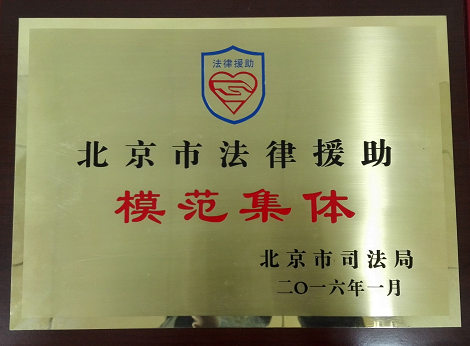 法律援助
北京市法律援助
模范集体
北京市司法局
二〇一六年一月